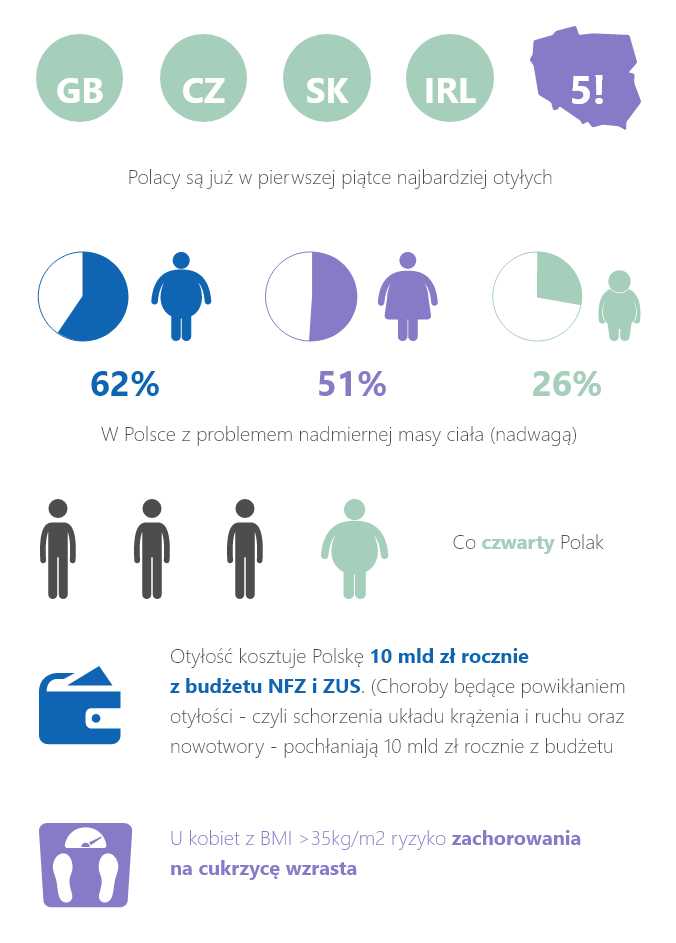 GB CZ SK IRL 5!
Polacy są już w pierwszej piątce najbardziej otyłych
62% 51% 26%
W Polsce z problemem nadmiernej masy ciała (nadwagą)
Co czwarty Polak
Otyłość kosztuje Polskę 10 mld zł rocznie
z budżetu NFZ i ZUS. (Choroby będące powikłaniem
otyłości - czyli schorzenia układu krążenia i ruchu oraz
nowotwory - pochłaniają 10 mld zł rocznie z budżetu
U kobiet z BMI >35kg/m2 ryzyko zachorowania
na cukrzycę wzrasta